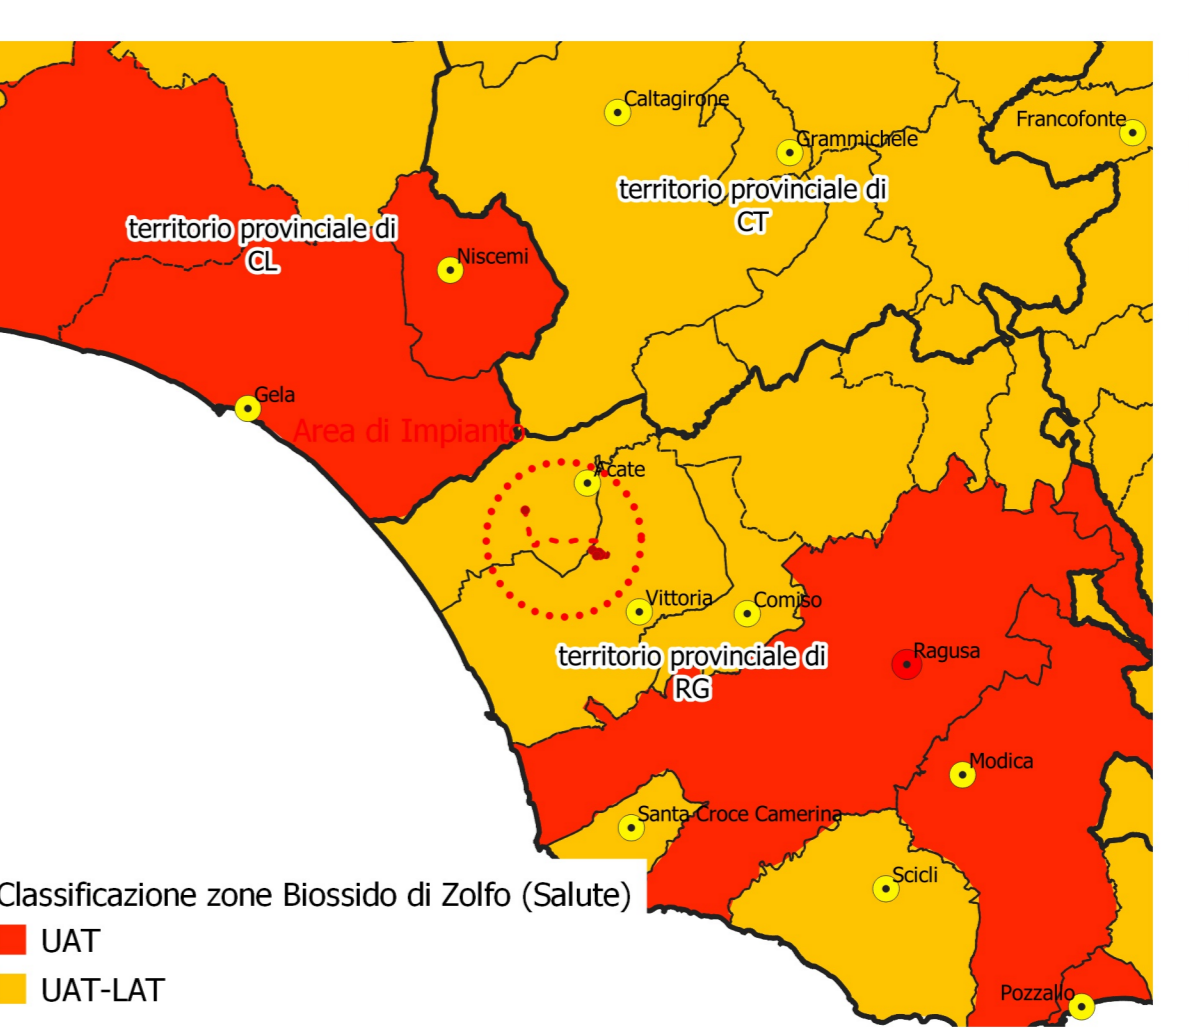 Caltagirone
Francofonte
Grammichele
territorio provinciale di
CT
territorio provinciale di
CL
Niscemi
Gela
Area di Impianto
Acate
Vittoria
Comiso
territorio provinciale di
RG
Ragusa
Modica
Santa Croce Camerina
Scicli
Classificazione zone Biossido di Zolfo (Salute)
UAT
UAT-LAT
Pozzallo